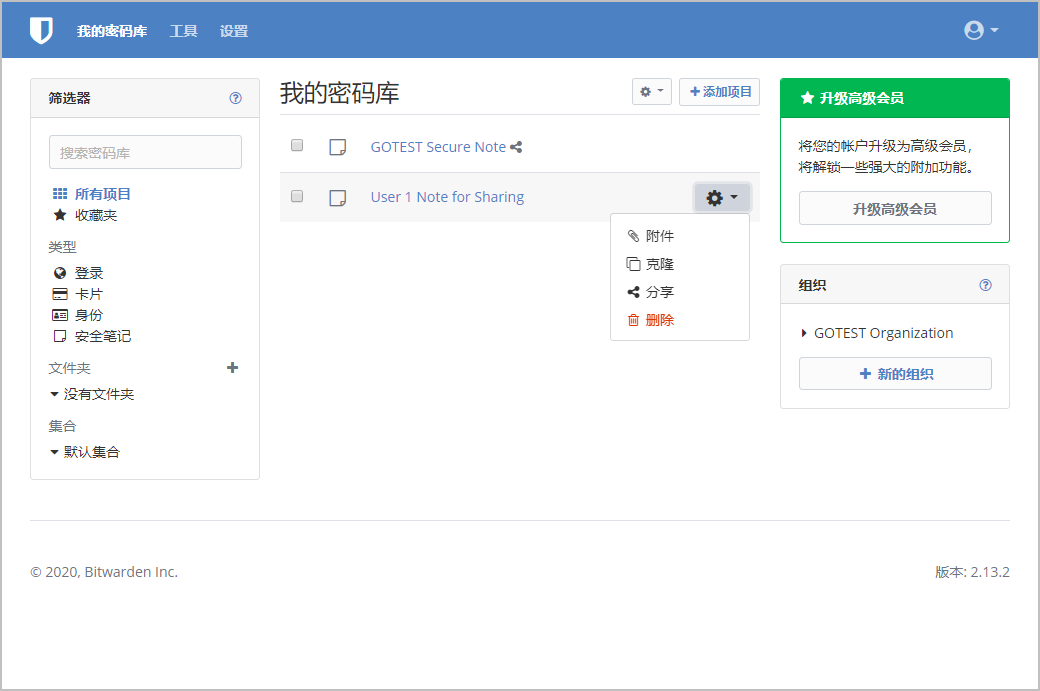 我的密码库 工具 设置
筛选器
搜索密码库
所有项目
收藏夹
类型
登录
卡片
身份
安全笔记
文件夹
没有文件夹
集合
默认集合
我的密码库
添加项目
GOTEST Secure Note
User 1 Note for Sharing
附件
克隆
分享
删除
升级高级会员
将您的帐户升级为高级会员，
将解锁一些强大的附加功能。
升级高级会员
组织
GOTEST Organization
新的组织
© 2020, Bitwarden Inc.
版本: 2.13.2